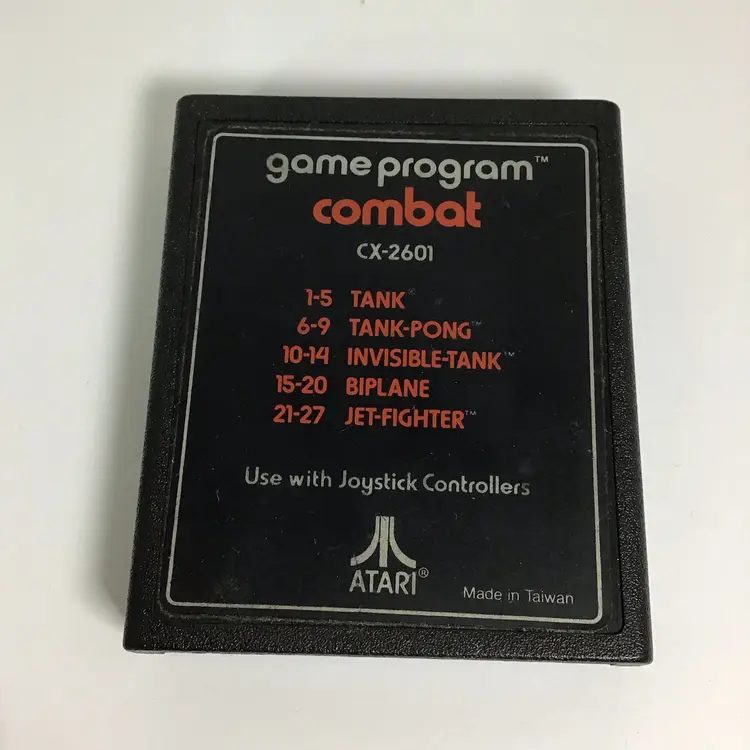 game program™
combat
CX-2601
1-5 TANK®
6-9 TANK-PONG™
10-14 INVISIBLE-TANK™
15-20 BIPLANE
21-27 JET-FIGHTER™
Use with Joystick Controllers
ATARI®
Made in Taiwan